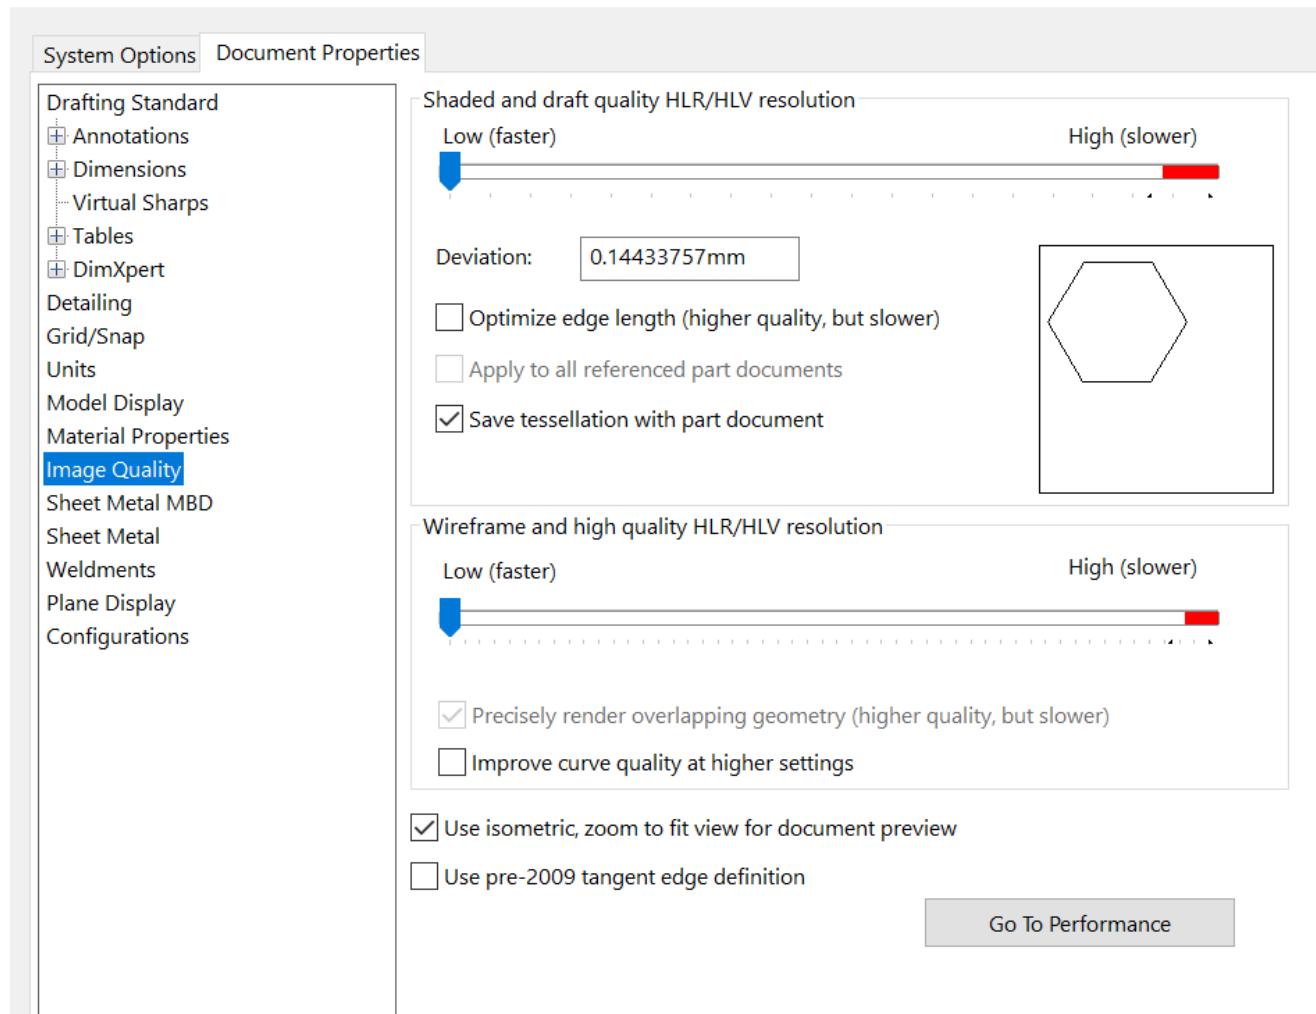 System Options
Document Properties
Drafting Standard
Annotations
Dimensions
Virtual Sharps
Tables
DimXpert
Detailing
Grid/Snap
Units
Model Display
Material Properties
Image Quality
Sheet Metal MBD
Sheet Metal
Weldments
Plane Display
Configurations
Shaded and draft quality HLR/HLV resolution
Low (faster)
High (slower)
Deviation:
0.14433757mm
Optimize edge length (higher quality, but slower)
Apply to all referenced part documents
Save tessellation with part document
Wireframe and high quality HLR/HLV resolution
Low (faster)
High (slower)
Precisely render overlapping geometry (higher quality, but slower)
Improve curve quality at higher settings
Use isometric, zoom to fit view for document preview
Use pre-2009 tangent edge definition
Go To Performance